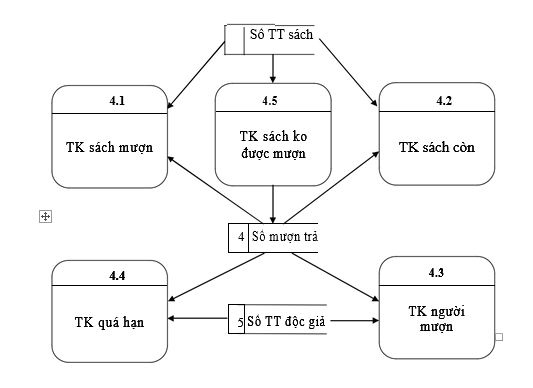 Sổ TT sách
4.1
4.5
4.2
TK sách mượn
TK sách ko
được mượn
TK sách còn
4
Sổ mượn trả
4.4
4.3
TK quá hạn
5
Sổ TT độc giả
TK người
mượn